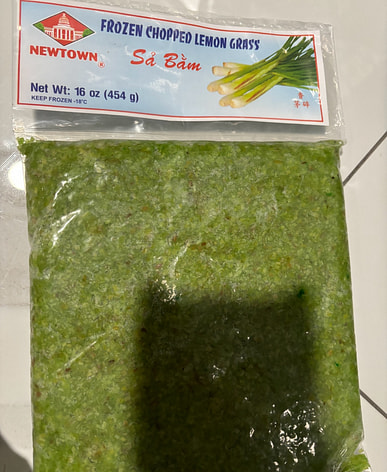 FROZEN CHOPPED LEMON GRASS
NEWTOWN®
Sả Bằm
Net Wt: 16 oz (454 g)
KEEP FROZEN -18°C